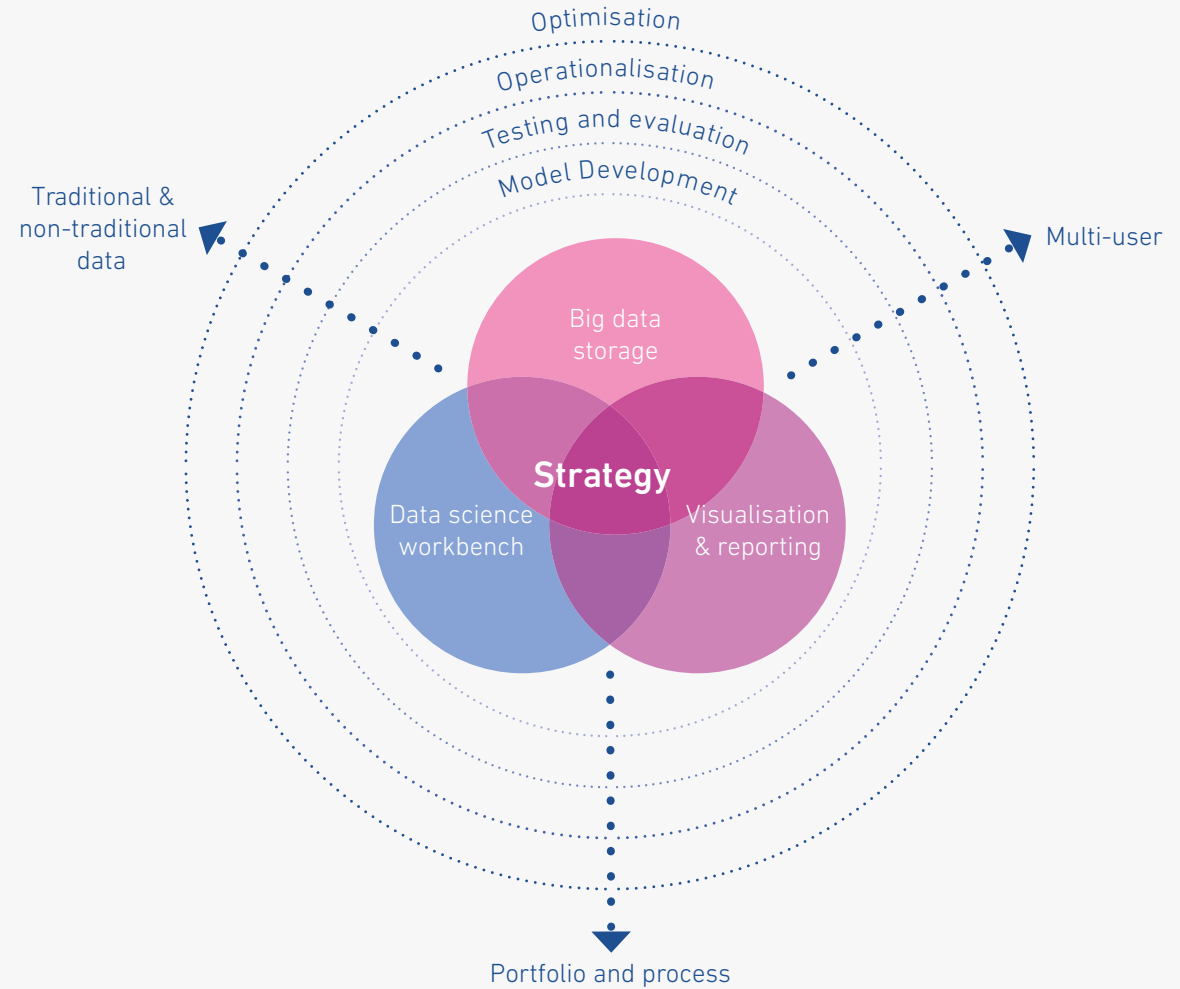 Optimisation
Operationalisation
Testing and evaluation
Model Development
Traditional &
non-traditional
data
Multi-user
Big data
storage
Strategy
Data science
workbench
Visualisation
& reporting
Portfolio and process